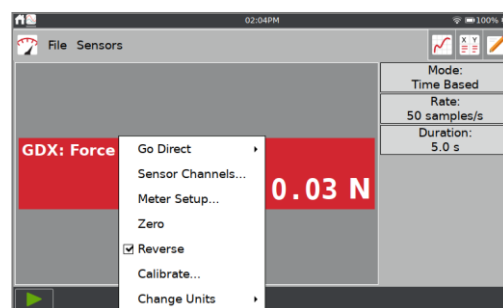 02:04PM
100%
File Sensors
X Y
Mode:
Time Based
Rate:
50 samples/s
Duration:
5.0 s
GDX: Force
0.03 N
Go Direct
Sensor Channels...
Meter Setup...
Zero
Reverse
Calibrate...
Change Units